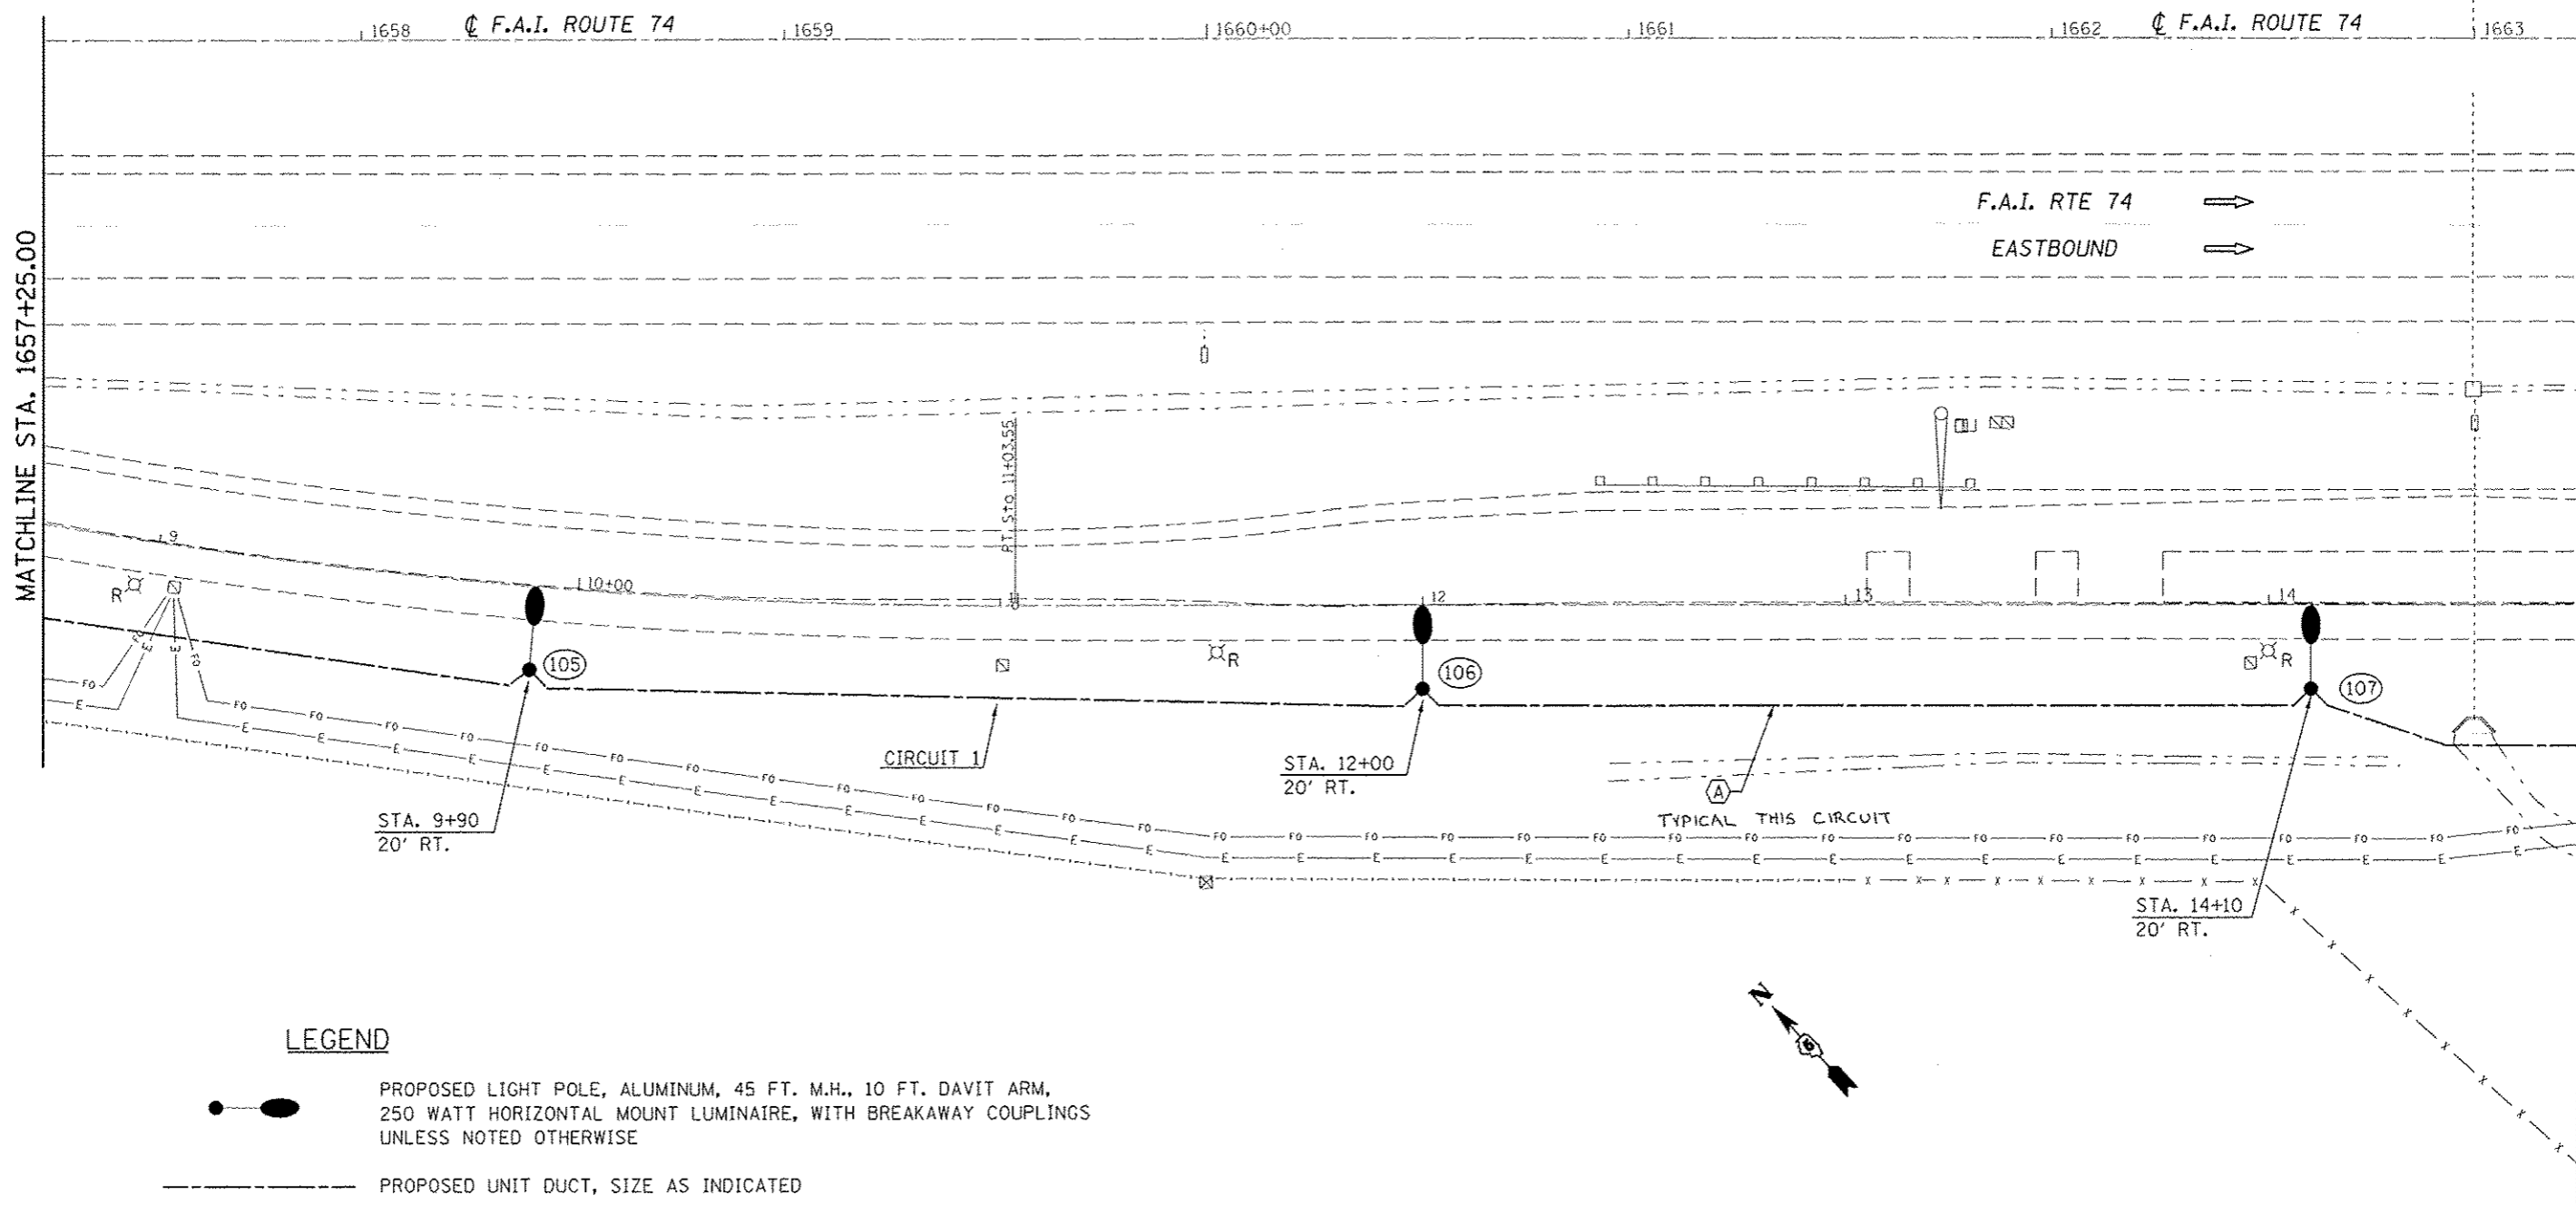 1658 ℄ F.A.I. ROUTE 74 1659 1660+00 1661 1662 ℄ F.A.I. ROUTE 74 1663
MATCHLINE STA. 1657+25.00
F.A.I. RTE 74
EASTBOUND
PT Sta 11+03.55
9
10+00
12
13
14
R
R
R
FO
E
105
106
107
CIRCUIT 1
STA. 9+90
20' RT.
STA. 12+00
20' RT.
A
TYPICAL THIS CIRCUIT
STA. 14+10
20' RT.
N
6
LEGEND
PROPOSED LIGHT POLE, ALUMINUM, 45 FT. M.H., 10 FT. DAVIT ARM,
250 WATT HORIZONTAL MOUNT LUMINAIRE, WITH BREAKAWAY COUPLINGS
UNLESS NOTED OTHERWISE
PROPOSED UNIT DUCT, SIZE AS INDICATED